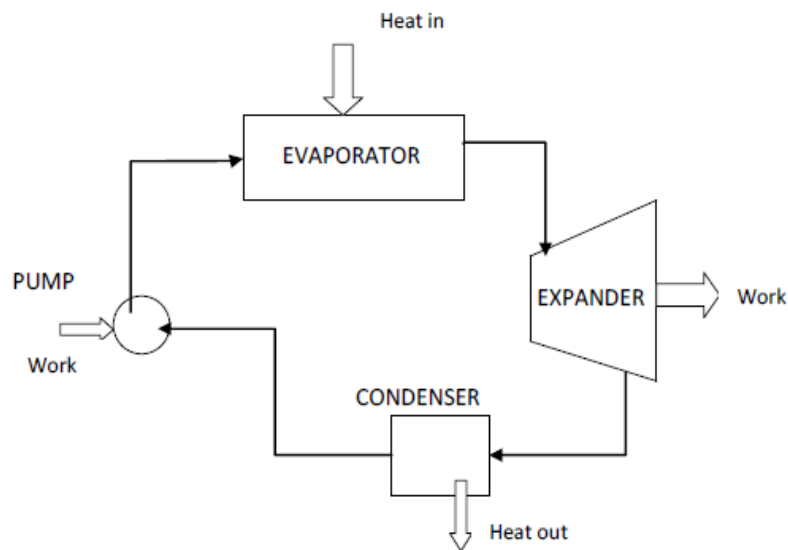 Heat in
EVAPORATOR
PUMP
EXPANDER
Work
Work
CONDENSER
Heat out